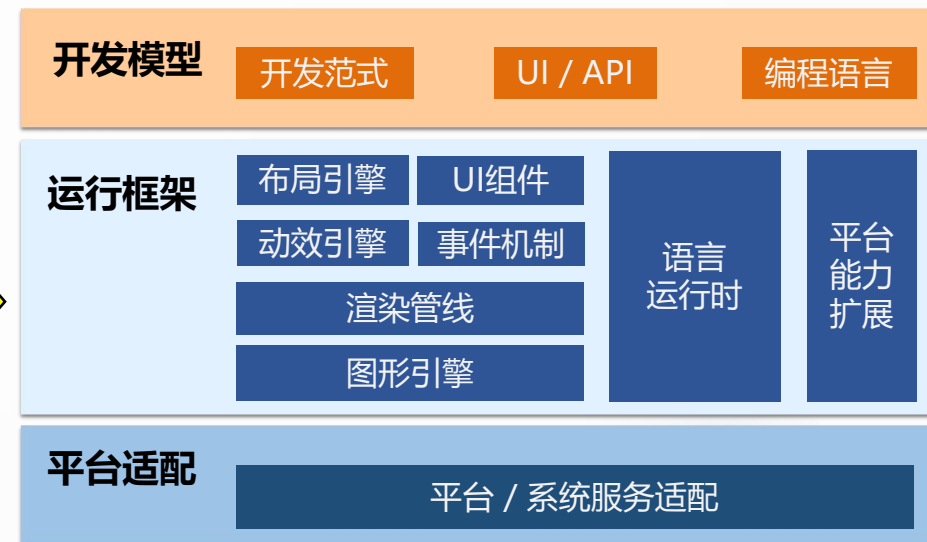 开发模型
开发范式
UI / API
编程语言
运行框架
布局引擎
UI组件
动效引擎
事件机制
渲染管线
图形引擎
语言
运行时
平台
能力
扩展
平台适配
平台 / 系统服务适配